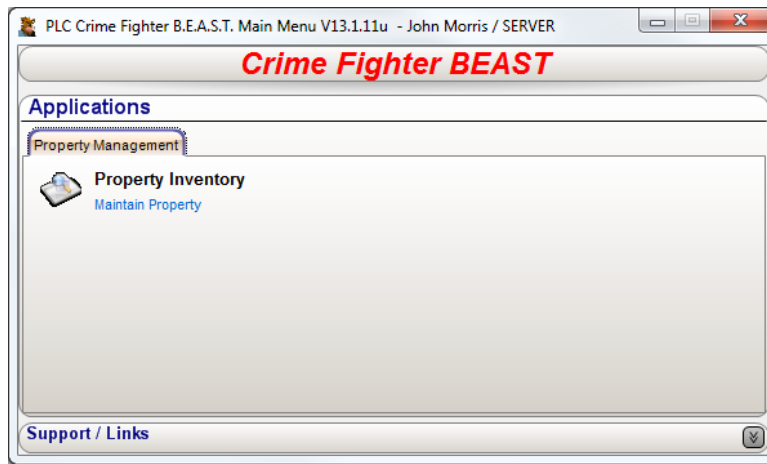 PLC Crime Fighter B.E.A.S.T. Main Menu V13.1.11u - John Morris / SERVER
Crime Fighter BEAST
Applications
Property Management
Property Inventory
Maintain Property
Support / Links